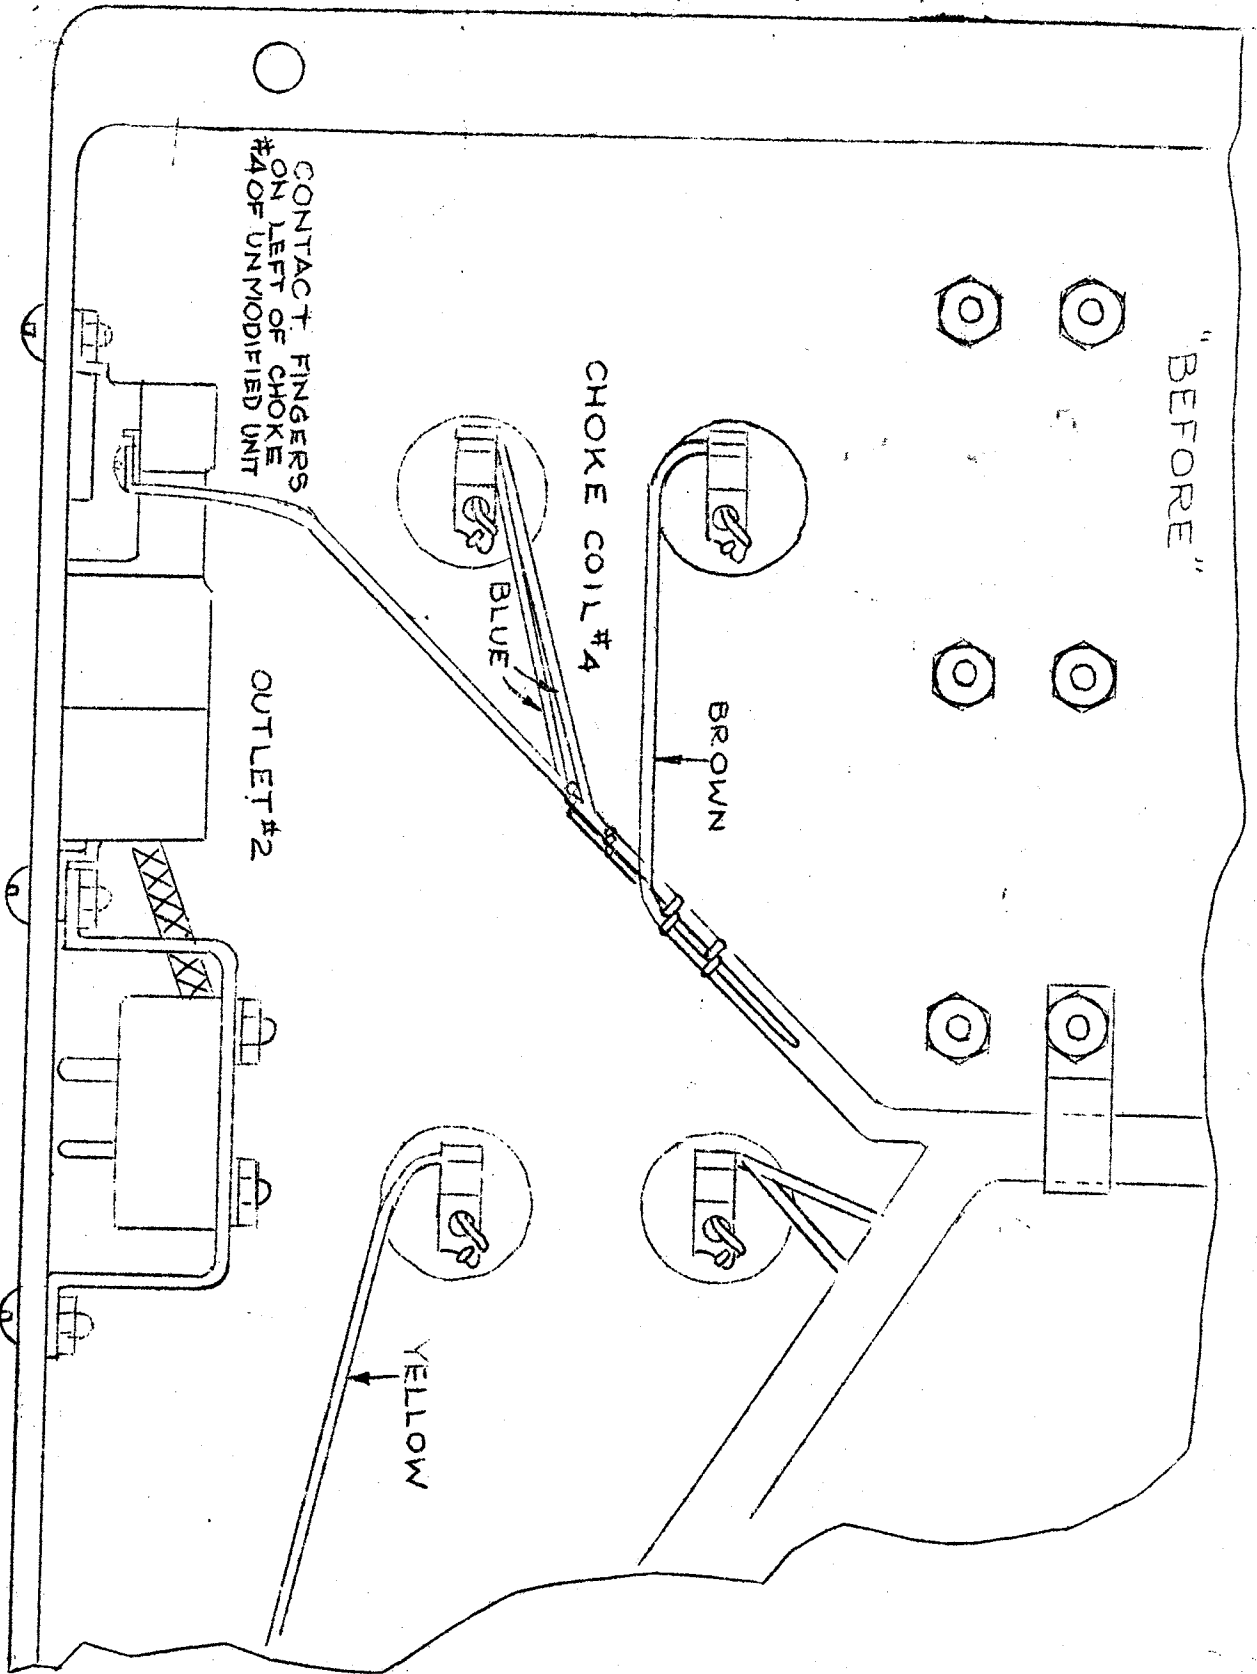 "BEFORE"
BROWN
CHOKE COIL #4
BLUE
CONTACT FINGERS
ON LEFT OF CHOKE
#4 OF UNMODIFIED UNIT
OUTLET #2
YELLOW